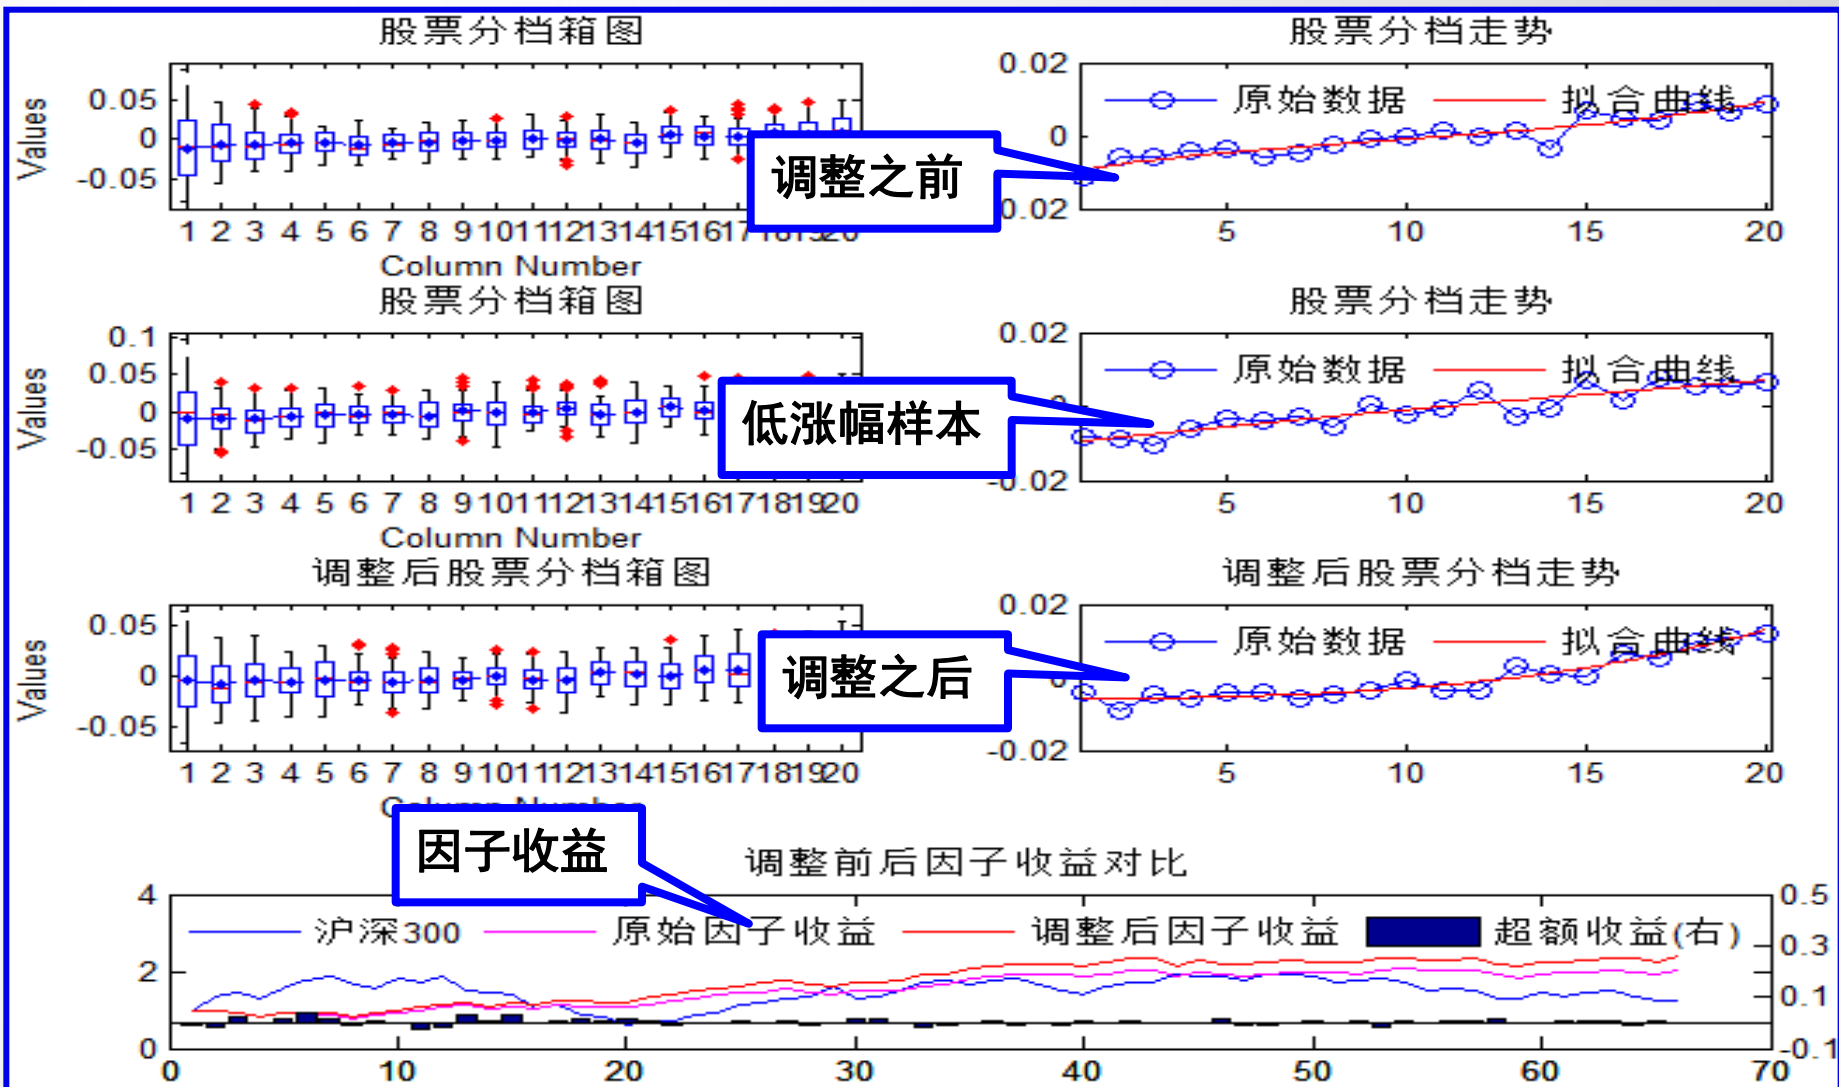 股票分档箱图
Values
0.05
0
-0.05
1 2 3 4 5 6 7 8 9 10 11 12 13 14 15 16 17 18 19 20
Column Number
股票分档走势
0.02
0
0.02
原始数据 拟合曲线
5 10 15 20
调整之前
股票分档箱图
Values
0.1
0.05
0
-0.05
1 2 3 4 5 6 7 8 9 10 11 12 13 14 15 16 17 18 19 20
Column Number
股票分档走势
0.02
0
-0.02
原始数据 拟合曲线
5 10 15 20
低涨幅样本
调整后股票分档箱图
Values
0.05
0
-0.05
1 2 3 4 5 6 7 8 9 10 11 12 13 14 15 16 17 18 19 20
Column Number
调整后股票分档走势
0.02
0
-0.02
原始数据 拟合曲线
5 10 15 20
调整之后
因子收益
调整前后因子收益对比
沪深300 原始因子收益 调整后因子收益 超额收益(右)
4
2
0
0.5
0.3
0.1
-0.1
0 10 20 30 40 50 60 70